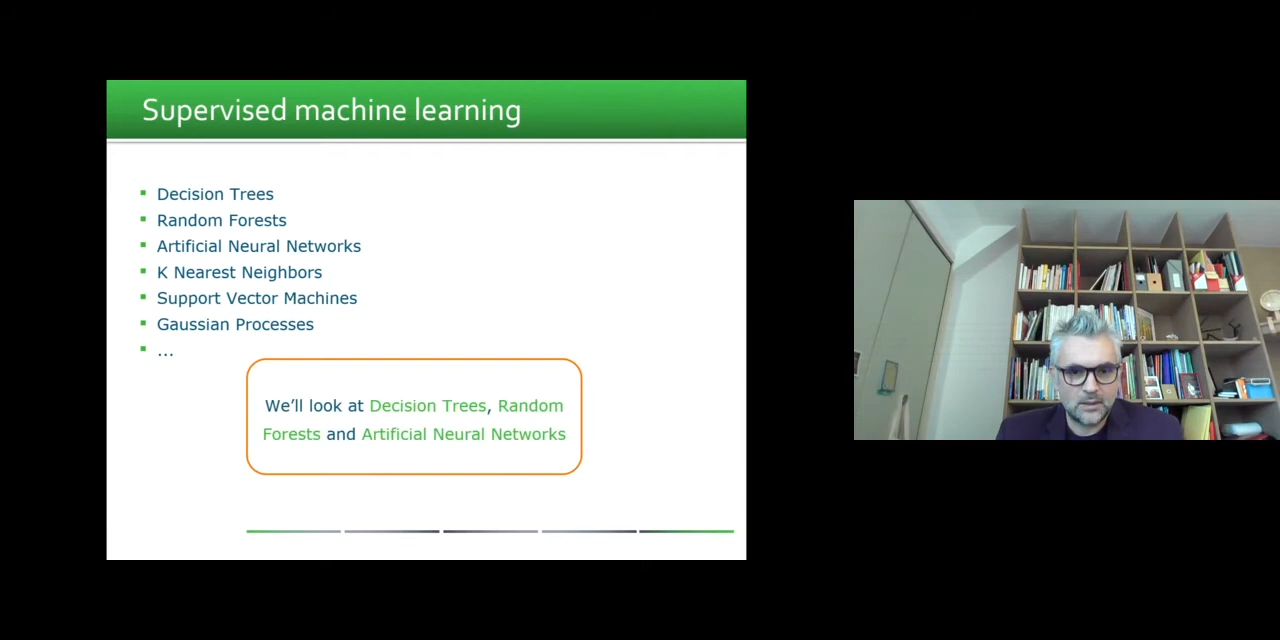 Supervised machine learning
Decision Trees
Random Forests
Artificial Neural Networks
K Nearest Neighbors
Support Vector Machines
Gaussian Processes
...
We’ll look at Decision Trees, Random
Forests and Artificial Neural Networks